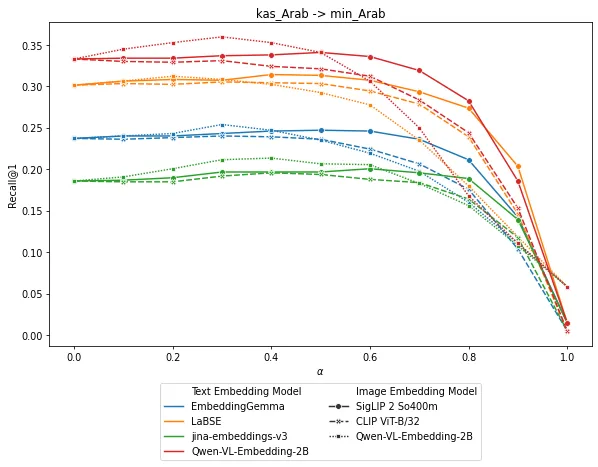 kas_Arab -> min_Arab
Recall@1
0.35
0.30
0.25
0.20
0.15
0.10
0.05
0.00
0.0 0.2 0.4 0.6 0.8 1.0
α
Text Embedding Model
EmbeddingGemma
LaBSE
jina-embeddings-v3
Qwen-VL-Embedding-2B
Image Embedding Model
SigLIP 2 So400m
CLIP ViT-B/32
Qwen-VL-Embedding-2B